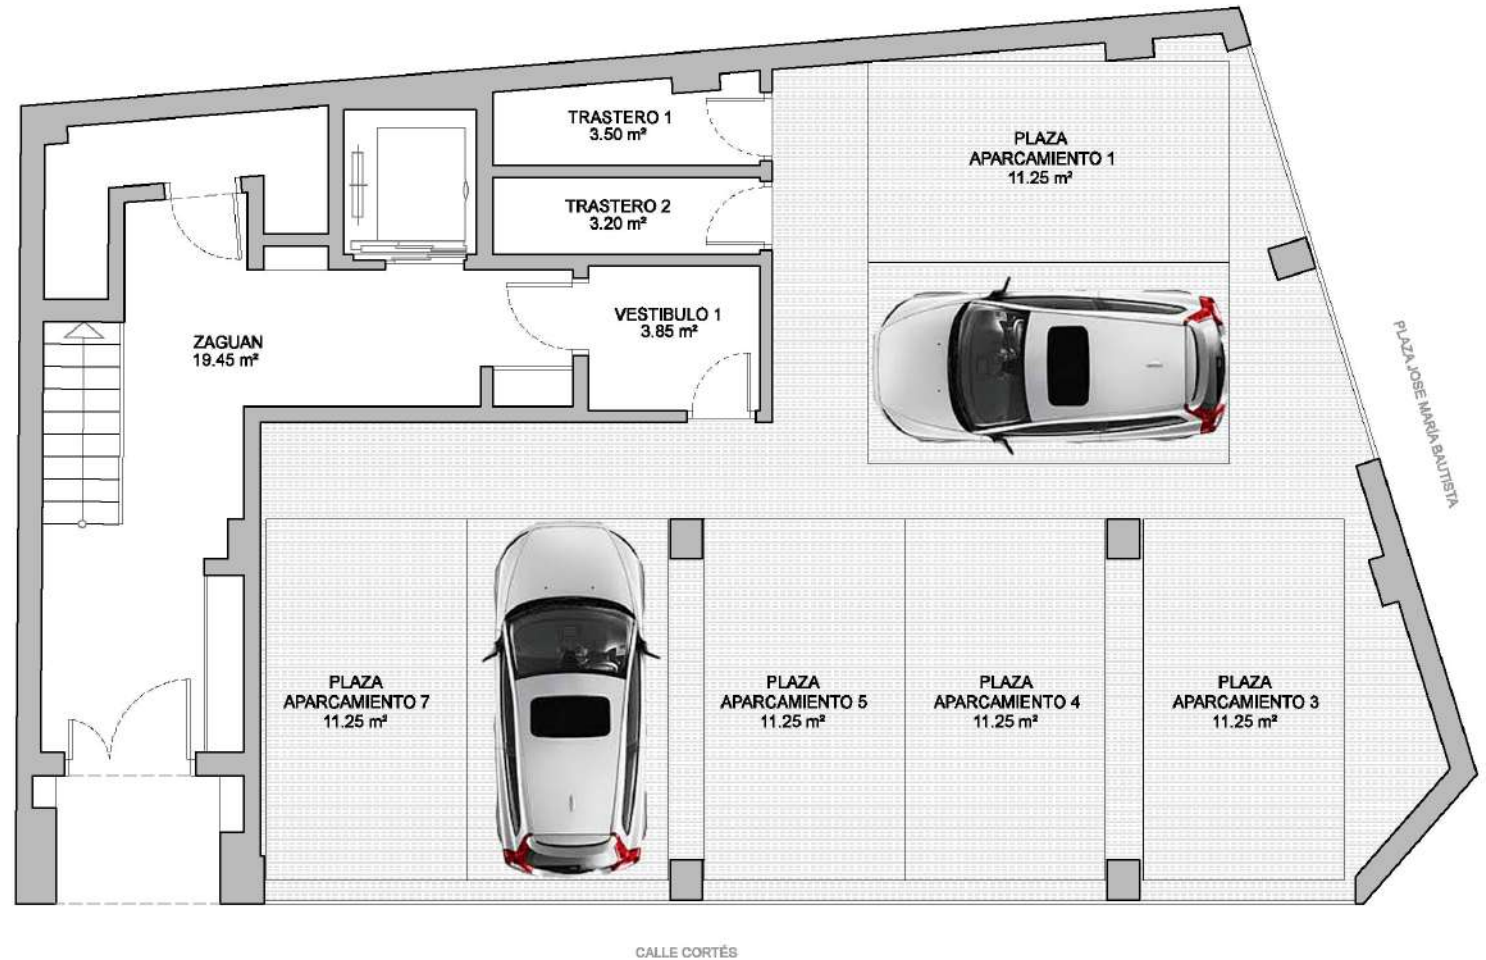 TRASTERO 1
3.50 m²
PLAZA
APARCAMIENTO 1
11.25 m²
TRASTERO 2
3.20 m²
VESTIBULO 1
3.85 m²
ZAGUAN
19.45 m²
PLAZA JOSE MARÍA BAUTISTA
PLAZA
APARCAMIENTO 7
11.25 m²
PLAZA
APARCAMIENTO 5
11.25 m²
PLAZA
APARCAMIENTO 4
11.25 m²
PLAZA
APARCAMIENTO 3
11.25 m²
CALLE CORTÉS